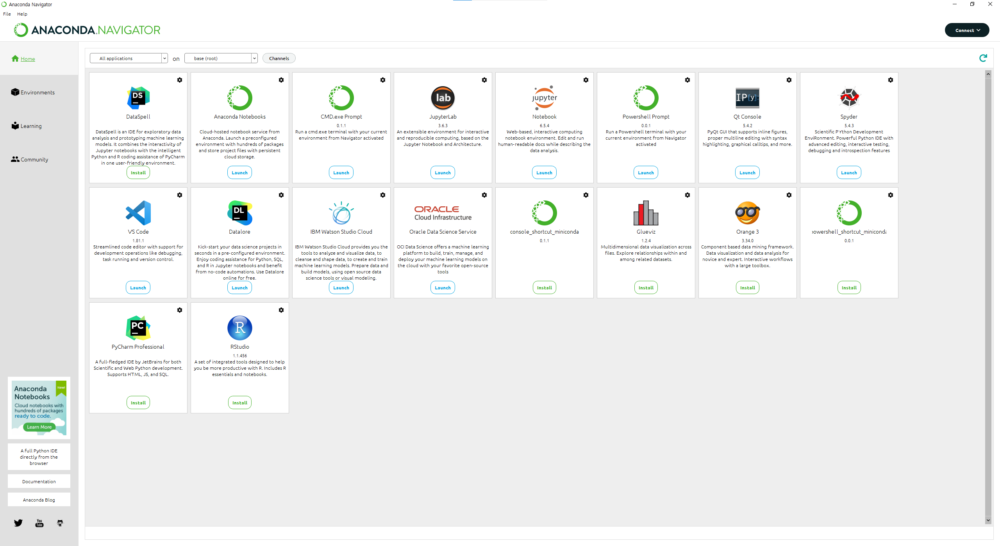 Anaconda Navigator
File Help
ANACONDA.NAVIGATOR
Connect
Home
Environments
Learning
Community
All applications on base (root) Channels
DS
DataSpell
DataSpell is an IDE for exploratory data
analysis and prototyping machine learning
models. It combines the interactivity of
Jupyter notebooks with the intelligent
Python and R coding assistance of PyCharm
in one user-friendly environment.
Install
Anaconda Notebooks
Cloud-hosted notebook service from
Anaconda. Launch a preconfigured
environment with hundreds of packages
and store project files with persistent
cloud storage.
Launch
CMD.exe Prompt
0.1.1
Run a cmd.exe terminal with your current
environment from Navigator activated
Launch
lab
JupyterLab
3.6.3
An extensible environment for interactive
and reproducible computing, based on the
Jupyter Notebook and Architecture.
Launch
jupyter
Notebook
6.5.4
Web-based, interactive computing
notebook environment. Edit and run
human-readable docs while describing the
data analysis.
Launch
Powershell Prompt
0.0.1
Run a Powershell terminal with your
current environment from Navigator
activated
Launch
IP[y]:
Qt Console
5.4.2
PyQt GUI that supports inline figures,
proper multiline editing with syntax
highlighting, graphical calltips, and more.
Launch
Spyder
5.4.3
Scientific PYthon Development
EnviRonment. Powerful Python IDE with
advanced editing, interactive testing,
debugging and introspection features
Launch
VS Code
1.81.1
Streamlined code editor with support for
development operations like debugging,
task running and version control.
Launch
DL
Datalore
Kick-start your data science projects in
seconds in a pre-configured environment.
Enjoy coding assistance for Python, SQL,
and R in Jupyter notebooks and benefit
from no-code automations. Use Datalore
online for free.
Launch
IBM Watson Studio Cloud
IBM Watson Studio Cloud provides you the
tools to analyze and visualize data, to
cleanse and shape data, to create and train
machine learning models. Prepare data and
build models, using open source data
science tools or visual modeling.
Launch
ORACLE
Cloud Infrastructure
Oracle Data Science Service
OCI Data Science offers a machine learning
platform to build, train, manage, and
deploy your machine learning models on
the cloud with your favorite open-source
tools
Launch
console_shortcut_miniconda
0.1.1
Install
Glueviz
1.2.4
Multidimensional data visualization across
files. Explore relationships within and
among related datasets.
Install
Orange 3
3.34.0
Component based data mining framework.
Data visualization and data analysis for
novice and expert. Interactive workflows
with a large toolbox.
Install
powershell_shortcut_miniconda
0.0.1
Install
PC
PyCharm Professional
A full-fledged IDE by JetBrains for both
Scientific and Web Python development.
Supports HTML, JS, and SQL.
Install
R
RStudio
1.1.456
A set of integrated tools designed to help
you be more productive with R. Includes R
essentials and notebooks.
Install
New!
Anaconda
Notebooks
Cloud notebooks with
hundreds of packages
ready to code.
Learn More
A full Python IDE
directly from the
browser
Documentation
Anaconda Blog
You
Tube